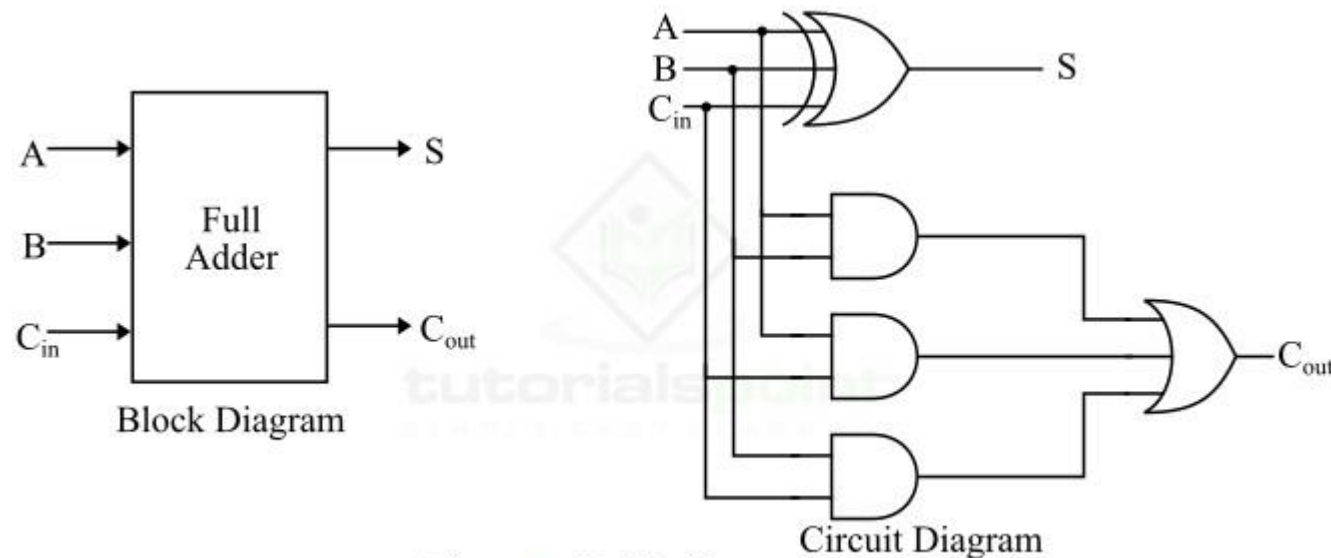 A
B
C_in
Full
Adder
S
C_out
Block Diagram
A
B
C_in
S
C_out
Circuit Diagram
tutorialspoint